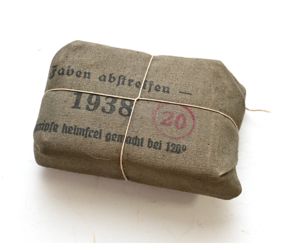 Faden abstreifen —
1938
20
keimfrei gemacht bei 120°